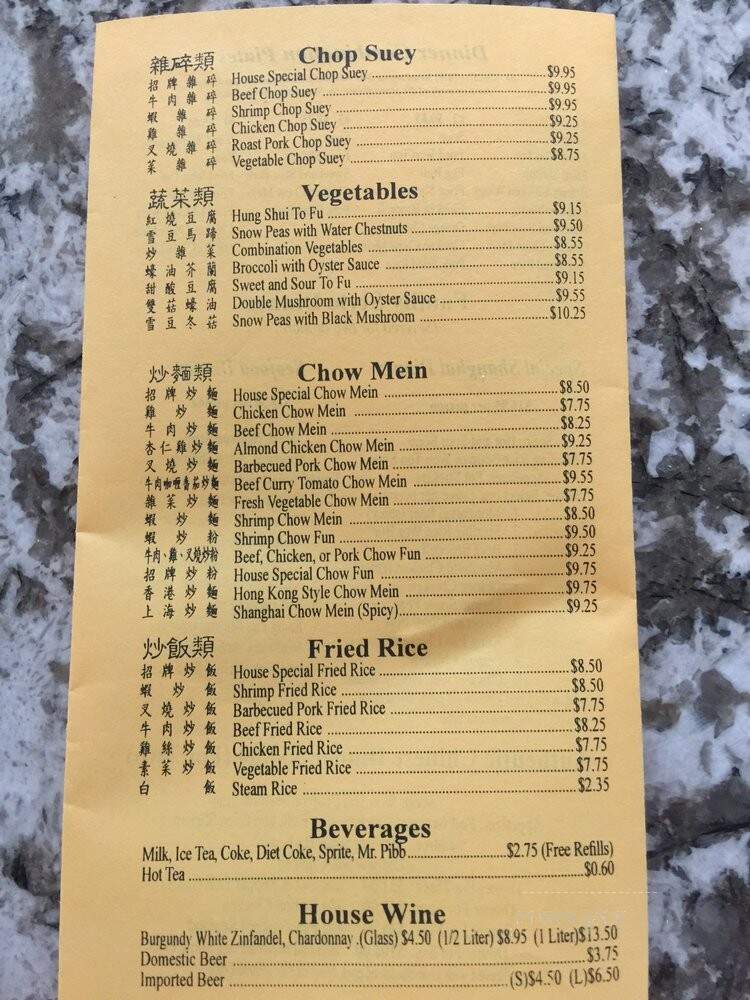 雜碎類 Chop Suey
招牌雜碎 House Special Chop Suey $9.95
牛肉雜碎 Beef Chop Suey $9.95
蝦雜碎 Shrimp Chop Suey $9.95
雞雜碎 Chicken Chop Suey $9.25
叉燒雜碎 Roast Pork Chop Suey $9.25
菜雜碎 Vegetable Chop Suey $8.75
蔬菜類 Vegetables
紅燒豆腐 Hung Shui To Fu $9.15
雪豆馬蹄 Snow Peas with Water Chestnuts $9.50
炒雜菜 Combination Vegetables $8.55
蠔油芥蘭 Broccoli with Oyster Sauce $8.55
甜酸豆腐 Sweet and Sour To Fu $9.15
雙菇蠔油 Double Mushroom with Oyster Sauce $9.55
雪豆冬菇 Snow Peas with Black Mushroom $10.25
炒麵類 Chow Mein
招牌炒麵 House Special Chow Mein $8.50
雞炒麵 Chicken Chow Mein $7.75
牛肉炒麵 Beef Chow Mein $8.25
杏仁雞炒麵 Almond Chicken Chow Mein $9.25
叉燒炒麵 Barbecued Pork Chow Mein $7.75
牛肉咖喱番茄炒麵 Beef Curry Tomato Chow Mein $9.55
雜菜炒麵 Fresh Vegetable Chow Mein $7.75
蝦炒麵 Shrimp Chow Mein $8.50
蝦炒粉 Shrimp Chow Fun $9.50
牛肉、雞、叉燒炒粉 Beef, Chicken, or Pork Chow Fun $9.25
招牌炒粉 House Special Chow Fun $9.75
香港炒麵 Hong Kong Style Chow Mein $9.75
上海炒麵 Shanghai Chow Mein (Spicy) $9.25
炒飯類 Fried Rice
招牌炒飯 House Special Fried Rice $8.50
蝦炒飯 Shrimp Fried Rice $8.50
叉燒炒飯 Barbecued Pork Fried Rice $7.75
牛肉炒飯 Beef Fried Rice $8.25
雞絲炒飯 Chicken Fried Rice $7.75
素菜炒飯 Vegetable Fried Rice $7.75
白飯 Steam Rice $2.35
Beverages
Milk, Ice Tea, Coke, Diet Coke, Sprite, Mr. Pibb $2.75 (Free Refills)
Hot Tea $0.60
House Wine
Burgundy White Zinfandel, Chardonnay .(Glass) $4.50 (1/2 Liter) $8.95 (1 Liter)$13.50
Domestic Beer $3.75
Imported Beer (S)$4.50 (L)$6.50